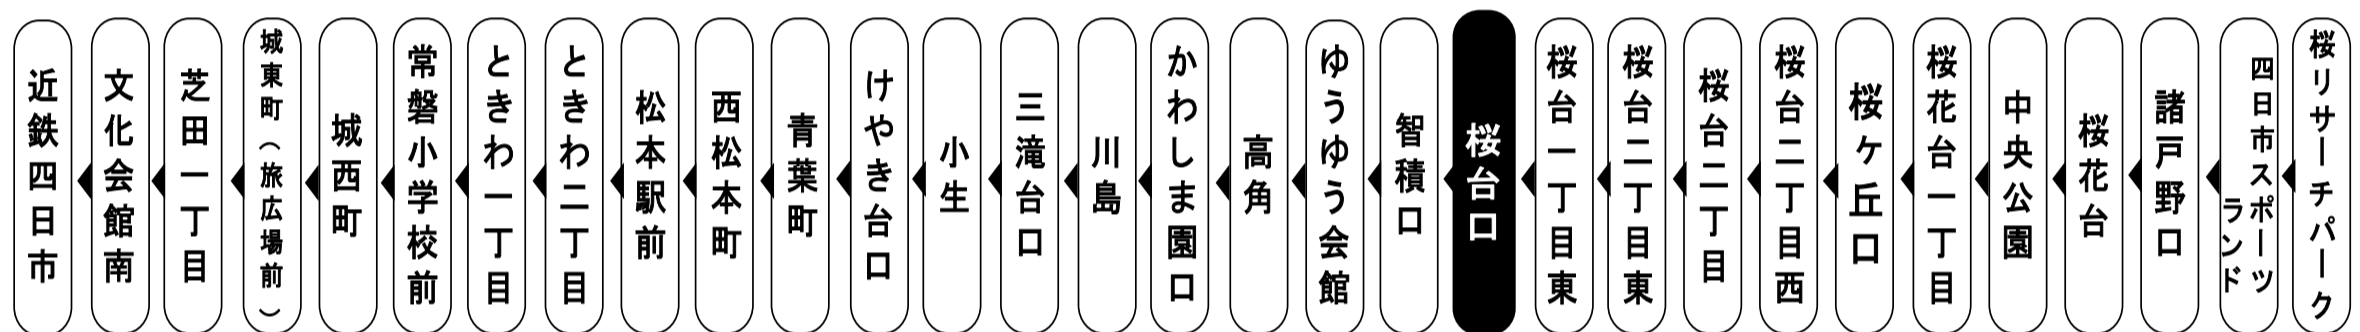 桜リサーチパーク
四日市スポーツ
ランド
諸戸野口
桜花台
中央公園
桜花台一丁目
桜ヶ丘口
桜台二丁目西
桜台二丁目
桜台二丁目東
桜台一丁目東
桜台口
智積口
ゆうゆう会館
高角
かわしま園口
川島
三滝台口
小生
けやき台口
青葉町
西松本町
松本駅前
ときわ二丁目
ときわ一丁目
常磐小学校前
城西町
城東町（旅広場前）
芝田一丁目
文化会館南
近鉄四日市